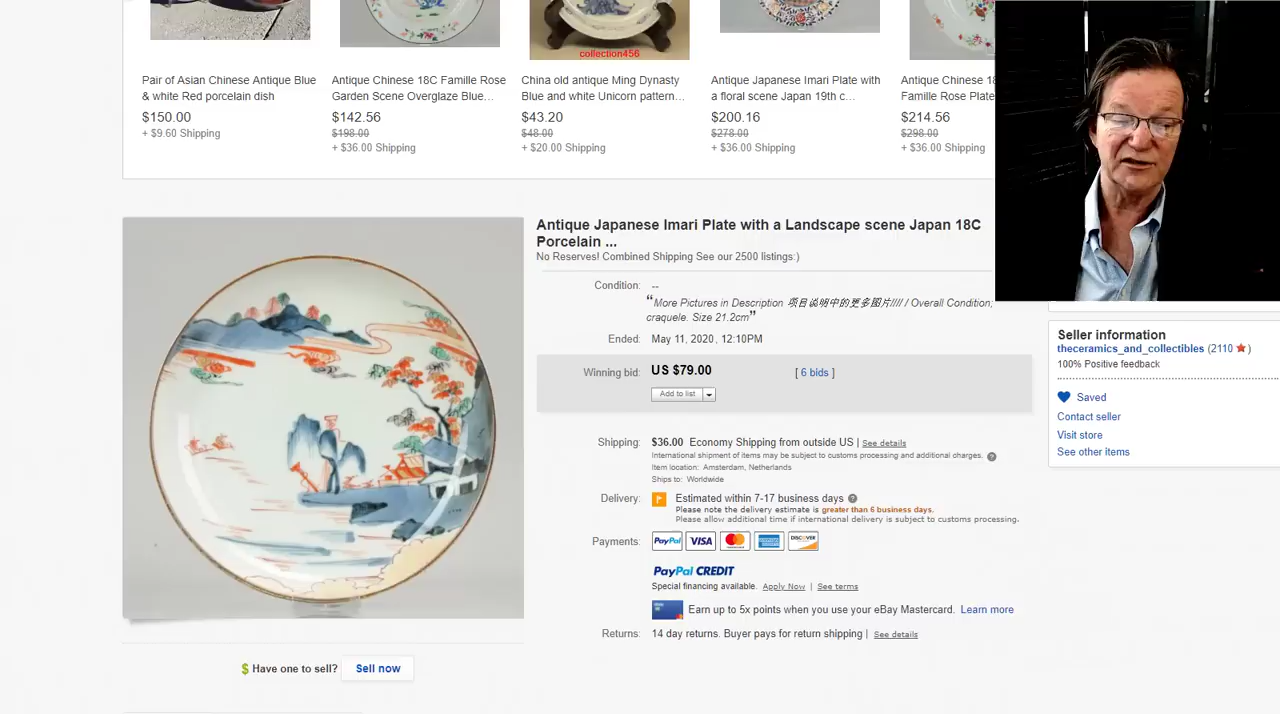 collection456
Pair of Asian Chinese Antique Blue
& white Red porcelain dish
$150.00
+ $9.60 Shipping
Antique Chinese 18C Famille Rose
Garden Scene Overglaze Blue…
$142.56
$198.00
+ $36.00 Shipping
China old antique Ming Dynasty
Blue and white Unicorn pattern…
$43.20
$48.00
+ $20.00 Shipping
Antique Japanese Imari Plate with
a floral scene Japan 19th c…
$200.16
$278.00
+ $36.00 Shipping
Antique Chinese 18
Famille Rose Plate
$214.56
$298.00
+ $36.00 Shipping
Antique Japanese Imari Plate with a Landscape scene Japan 18C
Porcelain ...
No Reserves! Combined Shipping See our 2500 listings:)
Condition: --
“More Pictures in Description 项目说明中的更多图片//// / Overall Condition;
craquele. Size 21.2cm”
Ended: May 11, 2020 , 12:10PM
Winning bid: US $79.00 [ 6 bids ]
Add to list
Shipping: $36.00 Economy Shipping from outside US | See details
International shipment of items may be subject to customs processing and additional charges. ?
Item location: Amsterdam, Netherlands
Ships to: Worldwide
Delivery: Estimated within 7-17 business days ?
Please note the delivery estimate is greater than 6 business days.
Please allow additional time if international delivery is subject to customs processing.
Payments: PayPal VISA DISCOVER
PayPal CREDIT
Special financing available. Apply Now | See terms
Earn up to 5x points when you use your eBay Mastercard. Learn more
Returns: 14 day returns. Buyer pays for return shipping | See details
$ Have one to sell? Sell now
Seller information
theceramics_and_collectibles (2110 )
100% Positive feedback
Saved
Contact seller
Visit store
See other items